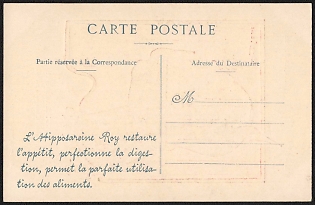 CARTE POSTALE
Partie réservée à la Correspondance
Adresse du Destinataire
M
L'Hipposarcine Roy restaure
l'appétit, perfectionne la diges-
tion, permet la parfaite utilisa-
tion des aliments.